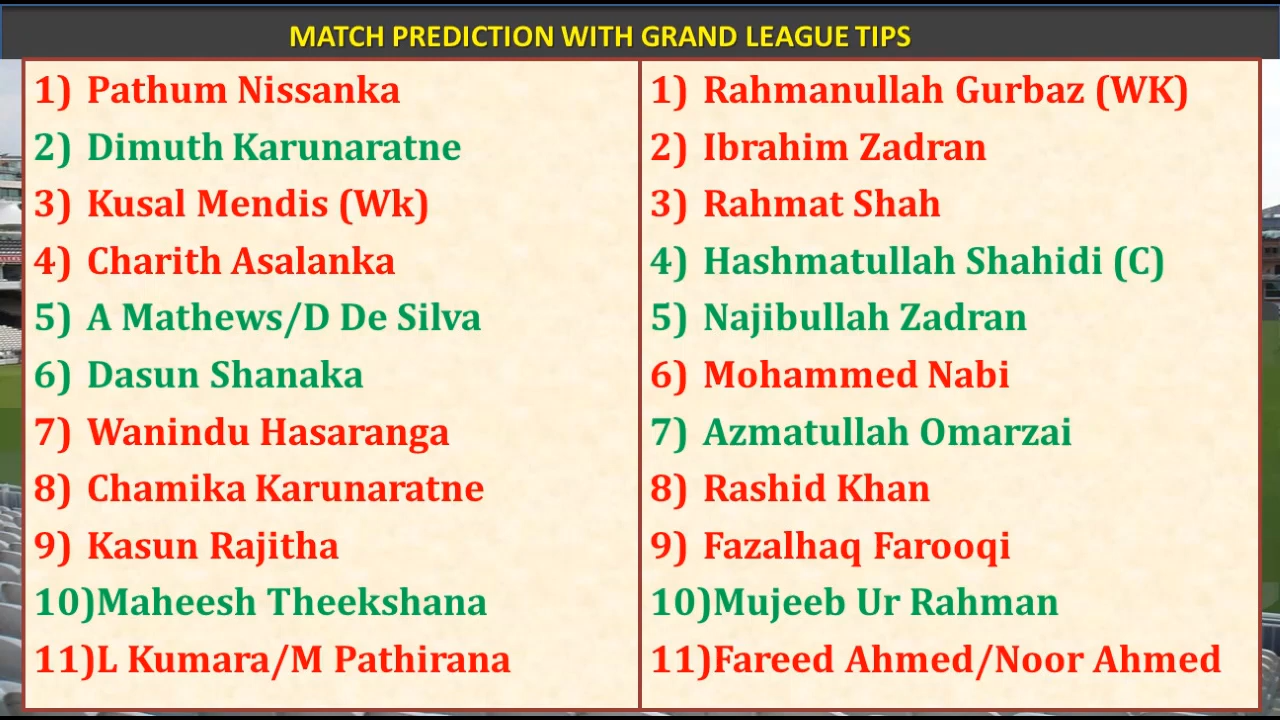 MATCH PREDICTION WITH GRAND LEAGUE TIPS
1) Pathum Nissanka
2) Dimuth Karunaratne
3) Kusal Mendis (Wk)
4) Charith Asalanka
5) A Mathews/D De Silva
6) Dasun Shanaka
7) Wanindu Hasaranga
8) Chamika Karunaratne
9) Kasun Rajitha
10)Maheesh Theekshana
11)L Kumara/M Pathirana
1) Rahmanullah Gurbaz (WK)
2) Ibrahim Zadran
3) Rahmat Shah
4) Hashmatullah Shahidi (C)
5) Najibullah Zadran
6) Mohammed Nabi
7) Azmatullah Omarzai
8) Rashid Khan
9) Fazalhaq Farooqi
10)Mujeeb Ur Rahman
11)Fareed Ahmed/Noor Ahmed